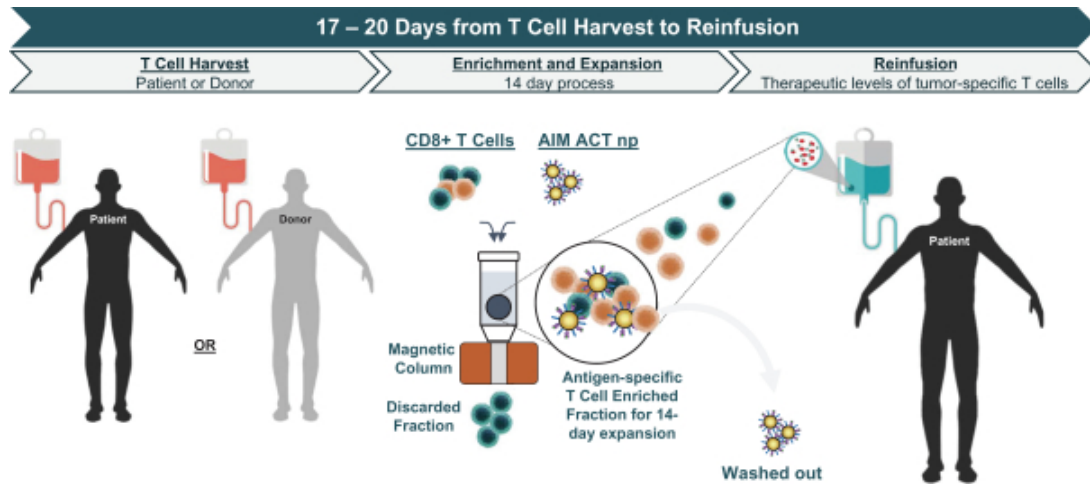 17 – 20 Days from T Cell Harvest to Reinfusion
T Cell Harvest
Patient or Donor
Enrichment and Expansion
14 day process
Reinfusion
Therapeutic levels of tumor-specific T cells
CD8+ T Cells
AIM ACT np
Patient
Donor
Patient
OR
Magnetic
Column
Discarded
Fraction
Antigen-specific
T Cell Enriched
Fraction for 14-
day expansion
Washed out